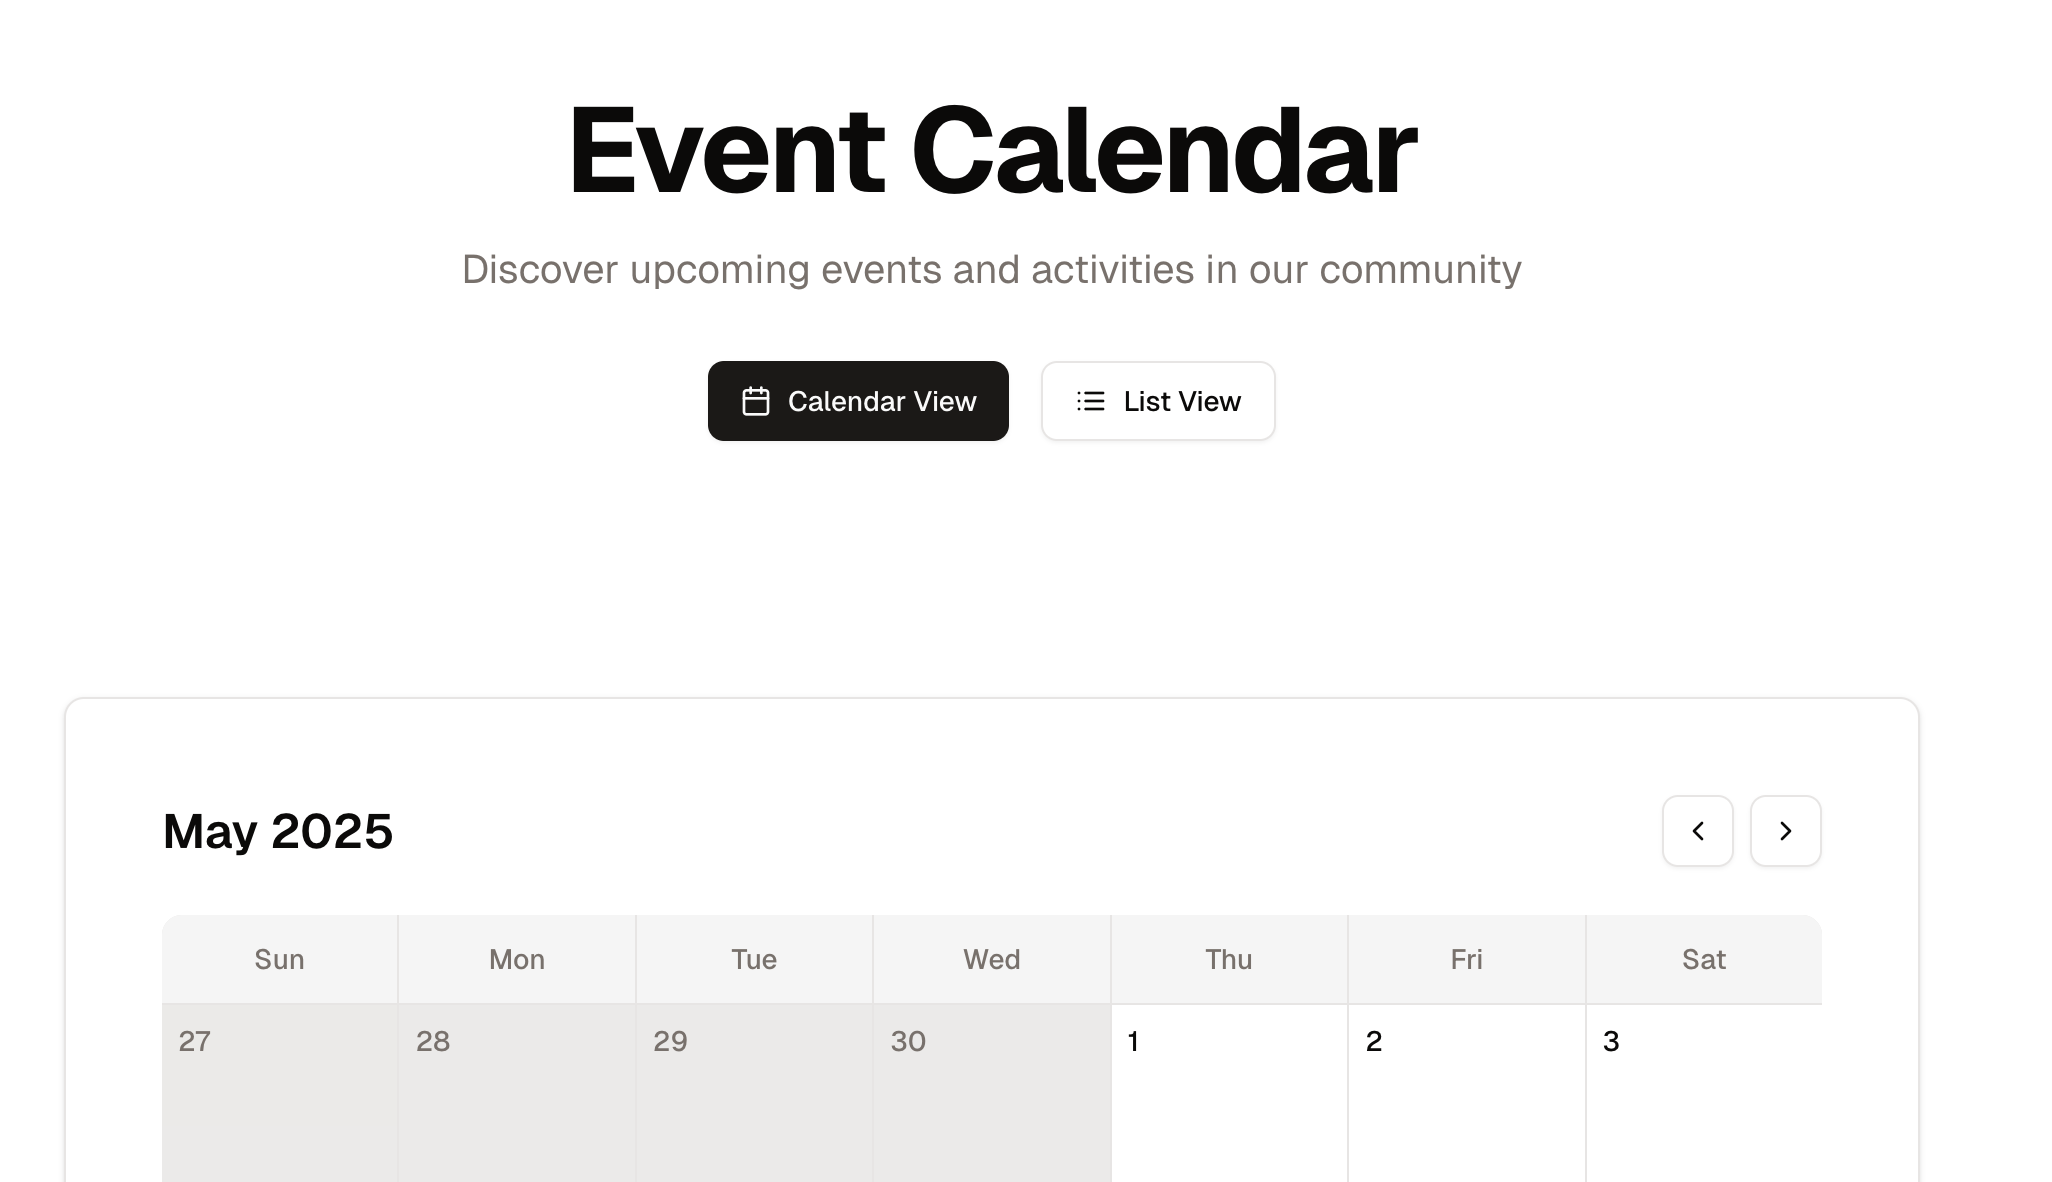 Event Calendar
Discover upcoming events and activities in our community
Calendar View List View
May 2025
Sun Mon Tue Wed Thu Fri Sat
27 28 29 30 1 2 3